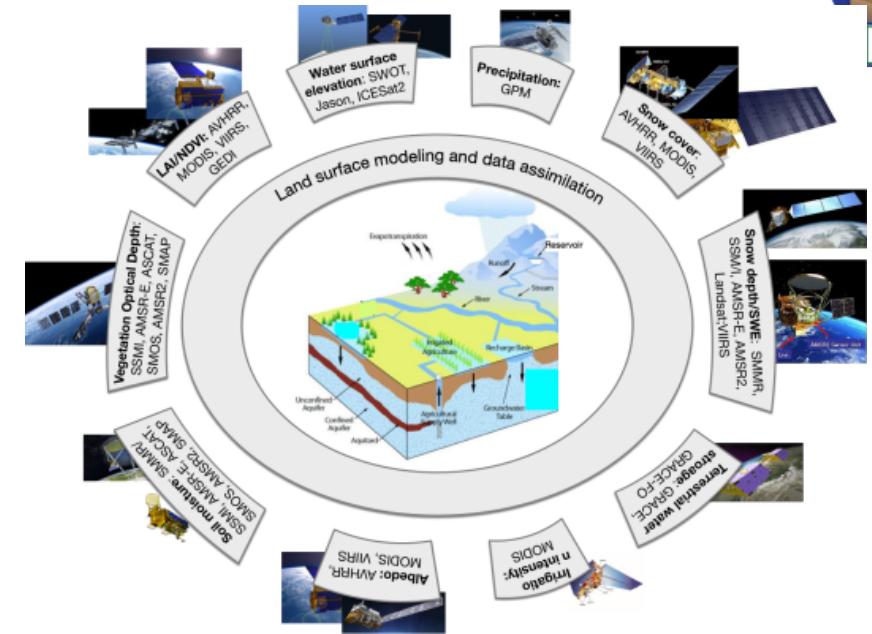 Water surface
elevation: SWOT,
Jason, ICESat2
Precipitation:
GPM
Snow cover:
AVHRR, MODIS,
VIIRS
Snow depth/SWE: SMMR,
SSM/I, AMSR-E, AMSR2,
Landsat:VIIRS
Terrestrial water
stroage: GRACE,
GRACE-FO
Irrigatio
n intensity:
MODIS
Albedo: AVHRR,
MODIS, VIIRS
Soil moisture: SMMR/
SSMI, AMSR-E, ASCAT,
SMOS, AMSR2, SMAP
Vegetation Optical Depth:
SSMI, AMSR-E, ASCAT,
SMOS, AMSR2, SMAP
LAI/NDVI: AVHRR,
MODIS, VIIRS,
GEDI
Land surface modeling and data assimilation
Evapotranspiration
Reservoir
Runoff
Stream
River
Irrigated
Agriculture
Recharge Basin
Unconfined
Aquifer
Confined
Aquifer
Aquitard
Agricultural
Supply Well
Groundwater
Table